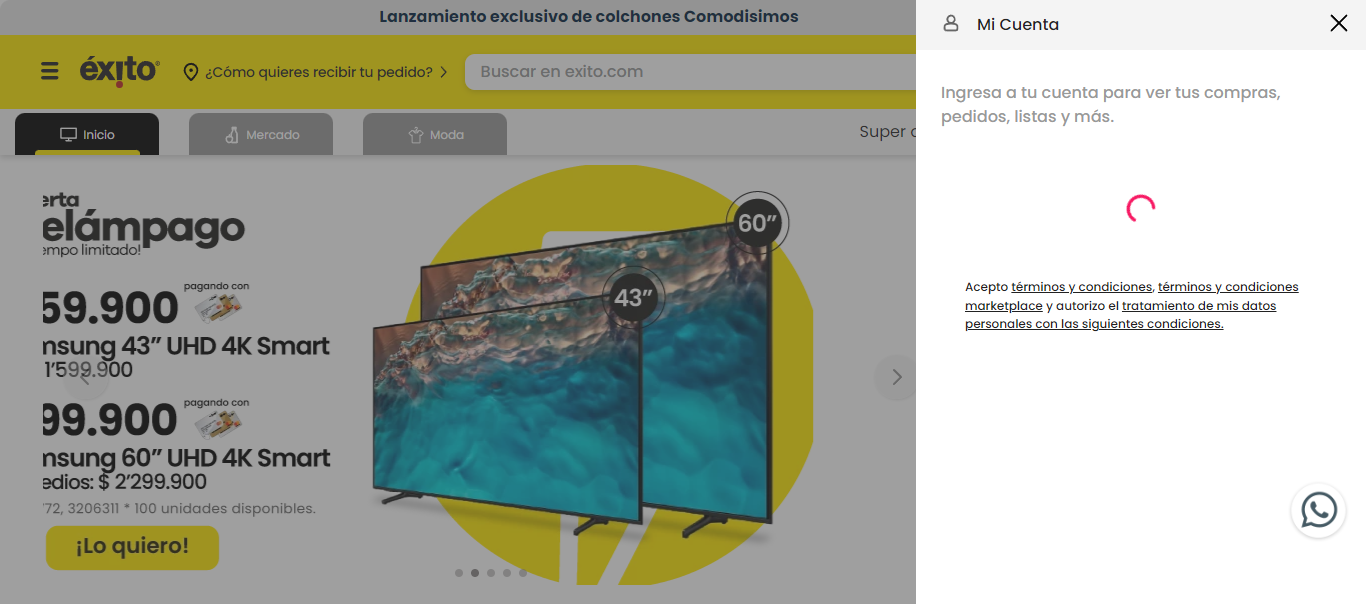 Lanzamiento exclusivo de colchones Comodisimos
éxito
¿Cómo quieres recibir tu pedido?
Buscar en exito.com
Inicio
Mercado
Moda
Super
erta
elámpago
empo limitado!
59.900
pagando con
nsung 43” UHD 4K Smart
1’599.900
99.900
pagando con
nsung 60” UHD 4K Smart
edios: $ 2’299.900
772, 3206311 * 100 unidades disponibles.
¡Lo quiero!
60”
43”
Mi Cuenta
Ingresa a tu cuenta para ver tus compras,
pedidos, listas y más.
Acepto términos y condiciones, términos y condiciones
marketplace y autorizo el tratamiento de mis datos
personales con las siguientes condiciones.